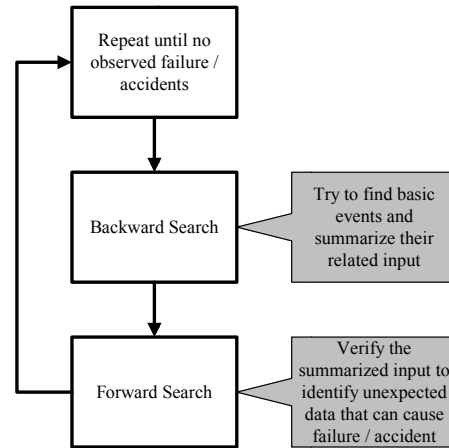 Repeat until no
observed failure /
accidents
Backward Search
Try to find basic
events and
summarize their
related input
Forward Search
Verify the
summarized input to
identify unexpected
data that can cause
failure / accident